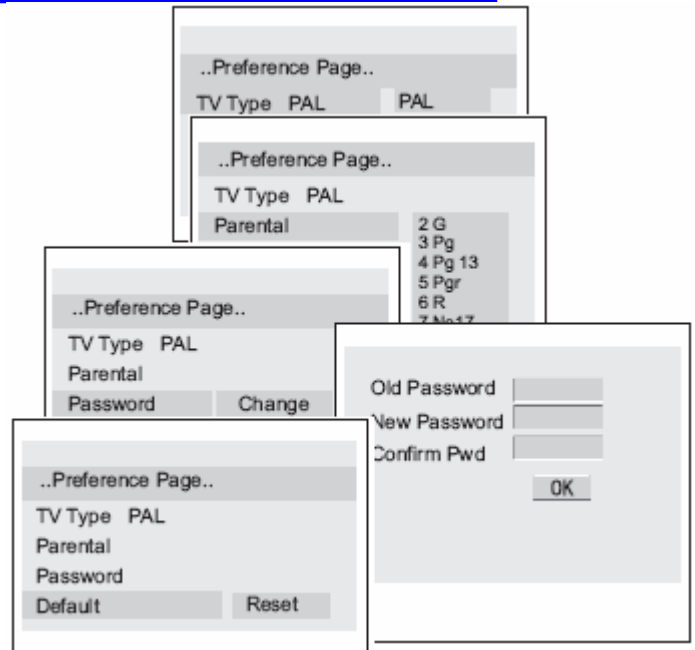 ..Preference Page..
TV Type PAL PAL
..Preference Page..
TV Type PAL
Parental
2 G
3 Pg
4 Pg 13
5 Pgr
6 R
7 No17
..Preference Page..
TV Type PAL
Parental
Password Change
Old Password
New Password
Confirm Pwd
OK
..Preference Page..
TV Type PAL
Parental
Password
Default Reset